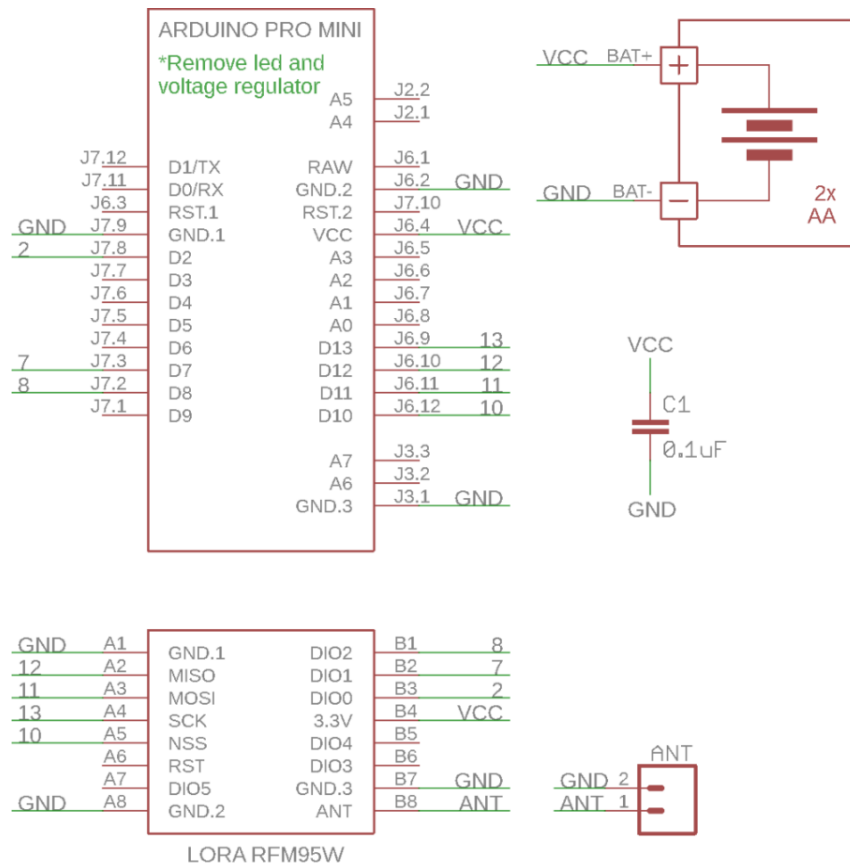 ARDUINO PRO MINI
*Remove led and
voltage regulator
J2.2
A5
J2.1
A4
J7.12
D1/TX
RAW
J6.1
J7.11
D0/RX
GND.2
J6.2
GND
J6.3
RST.1
RST.2
J7.10
GND
J7.9
GND.1
VCC
J6.4
VCC
2
J7.8
D2
A3
J6.5
J7.7
D3
A2
J6.6
J7.6
D4
A1
J6.7
J7.5
D5
A0
J6.8
J7.4
D6
D13
J6.9
13
7
J7.3
D7
D12
J6.10
12
8
J7.2
D8
D11
J6.11
11
J7.1
D9
D10
J6.12
10
A7
J3.3
A6
J3.2
GND.3
J3.1
GND
VCC
BAT+
+
GND
BAT-
−
2x
AA
VCC
C1
0.1uF
GND
GND
A1
GND.1
DIO2
B1
8
12
A2
MISO
DIO1
B2
7
11
A3
MOSI
DIO0
B3
2
13
A4
SCK
3.3V
B4
VCC
10
A5
NSS
DIO4
B5
A6
RST
DIO3
B6
A7
DIO5
GND.3
B7
GND
GND
A8
GND.2
ANT
B8
ANT
LORA RFM95W
ANT
GND
2
ANT
1